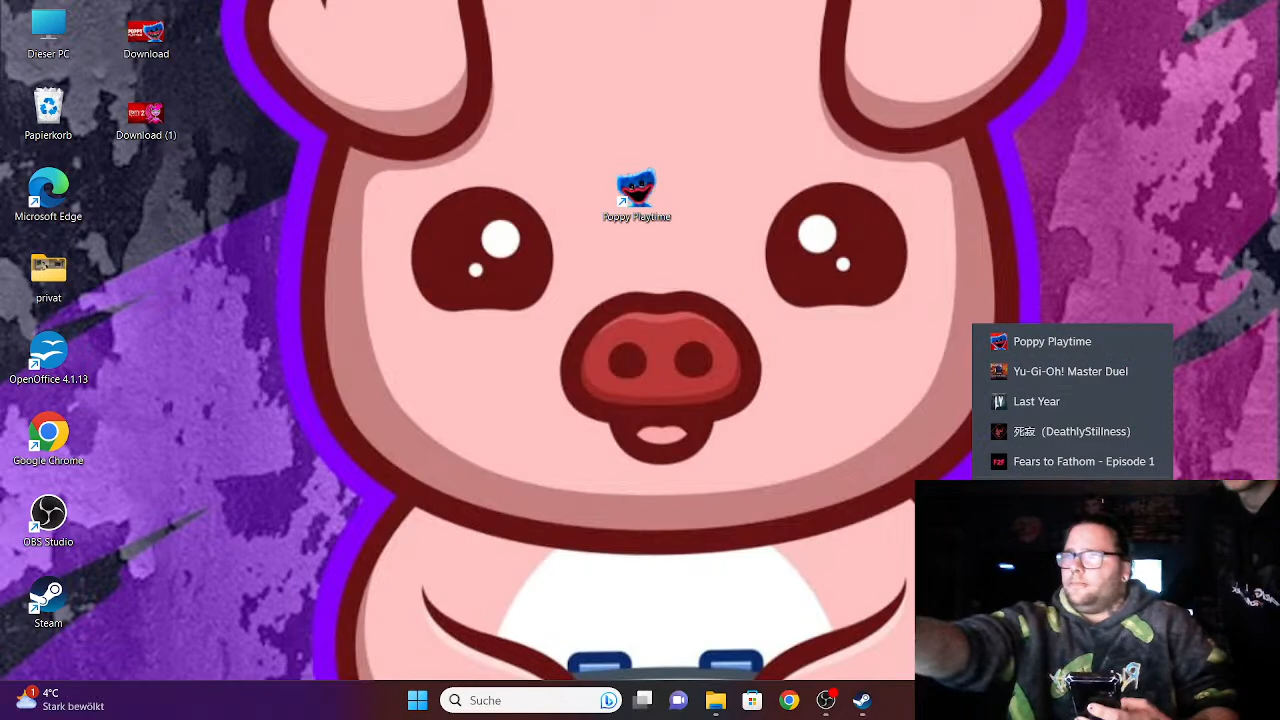 Dieser PC
Download
Papierkorb
Download (1)
Microsoft Edge
Poppy Playtime
privat
OpenOffice 4.1.13
Google Chrome
OBS Studio
Steam
Poppy Playtime
Yu-Gi-Oh! Master Duel
Last Year
死寂（DeathlyStillness）
Fears to Fathom - Episode 1
1
4°C
Stark bewölkt
Suche